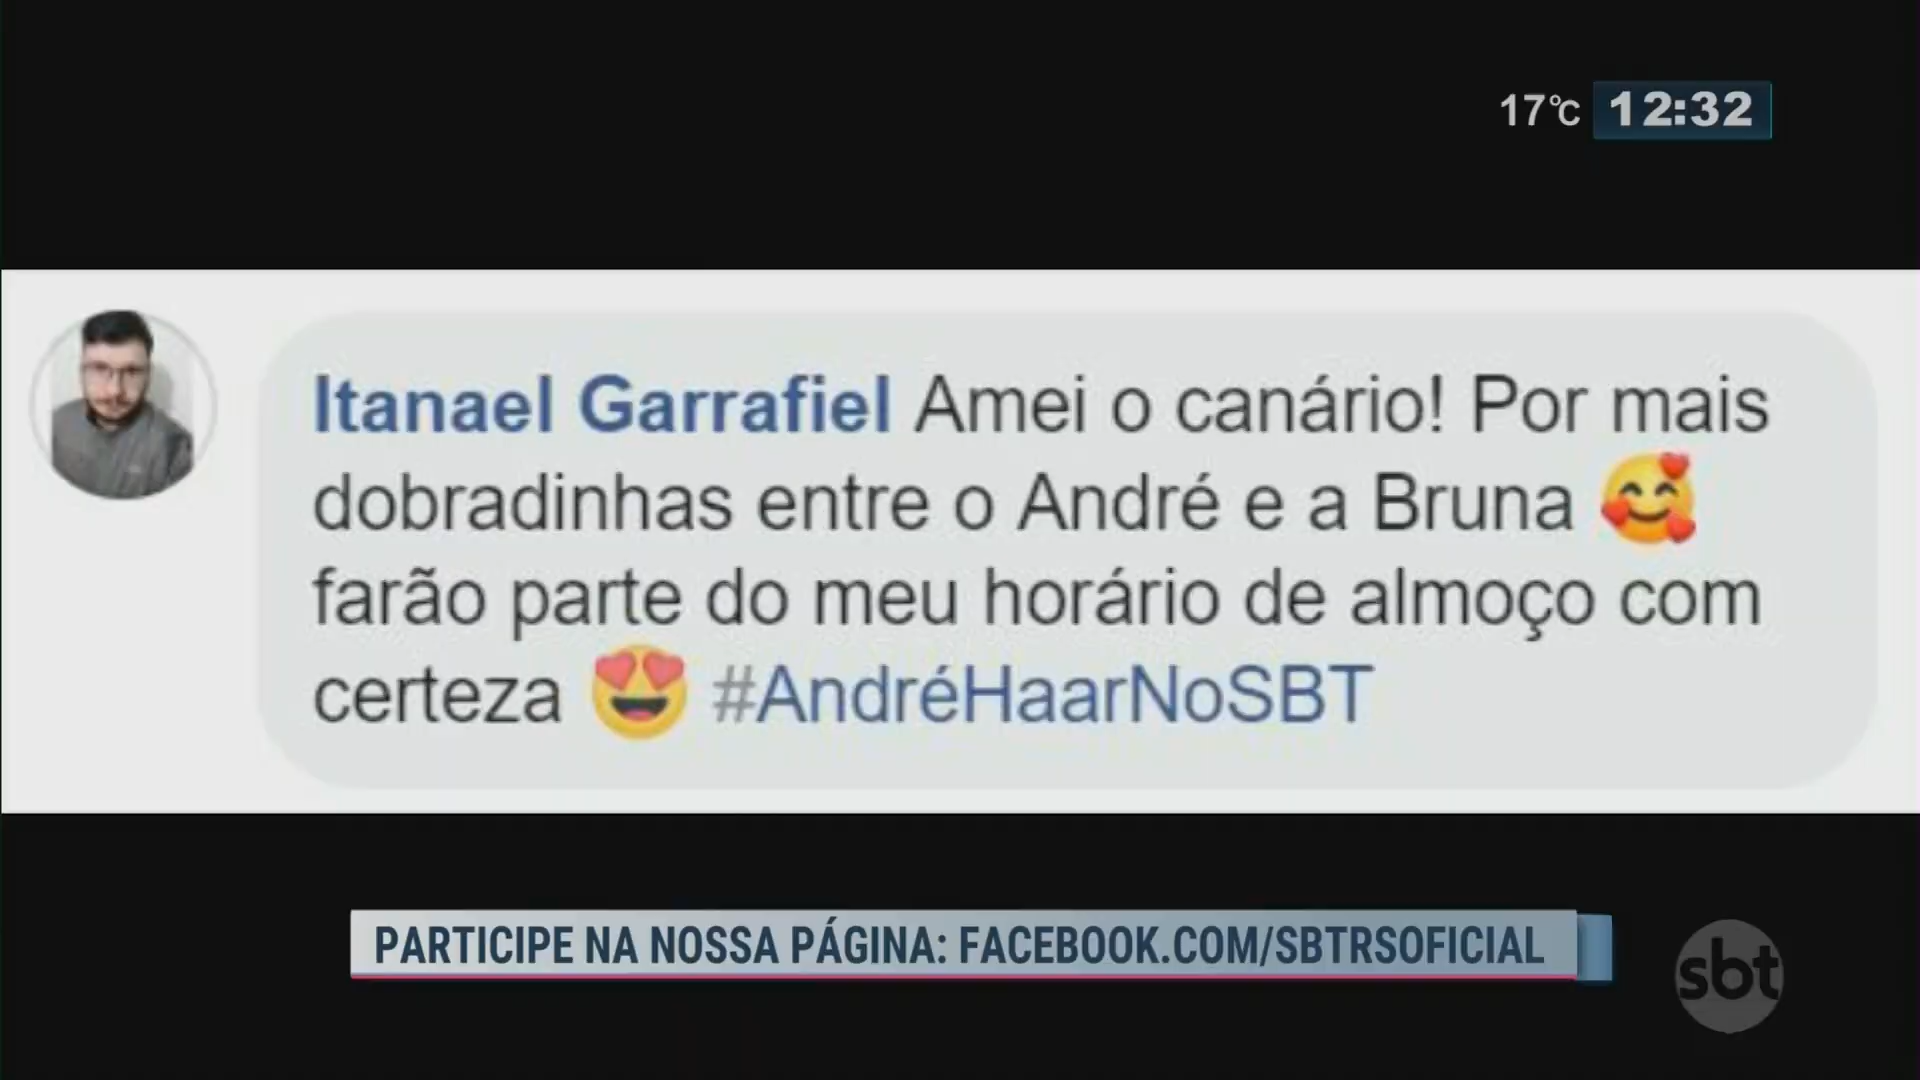 17°C 12:32
Itanael Garrafiel Amei o canário! Por mais
dobradinhas entre o André e a Bruna 🥰
farão parte do meu horário de almoço com
certeza 😍 #AndréHaarNoSBT
PARTICIPE NA NOSSA PÁGINA: FACEBOOK.COM/SBTRSOFICIAL
sbt